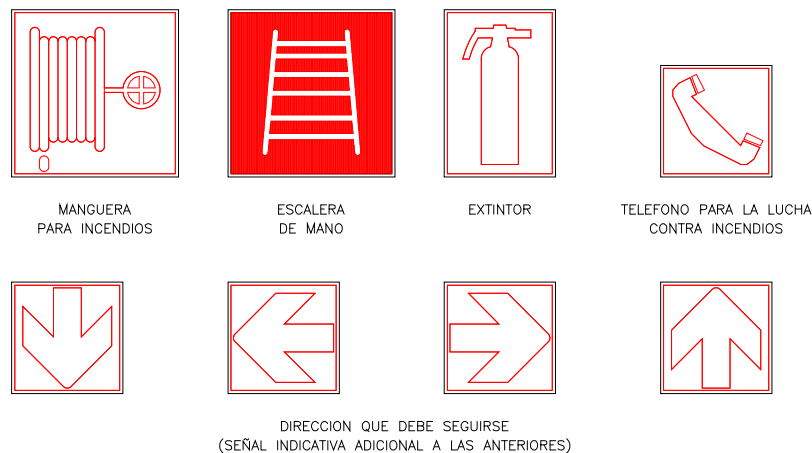 MANGUERA
PARA INCENDIOS
ESCALERA
DE MANO
EXTINTOR
TELEFONO PARA LA LUCHA
CONTRA INCENDIOS
DIRECCION QUE DEBE SEGUIRSE
(SEÑAL INDICATIVA ADICIONAL A LAS ANTERIORES)